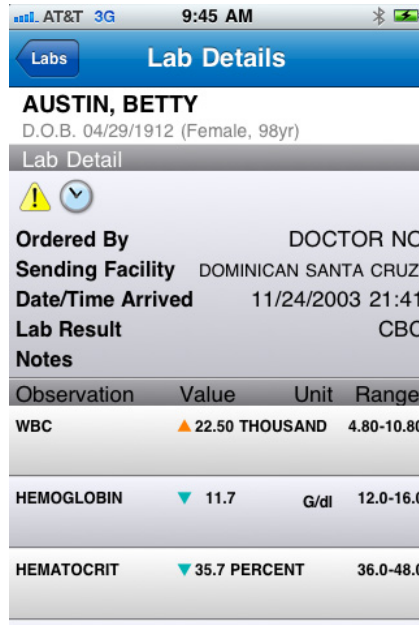 AT&T 3G 9:45 AM
Labs Lab Details
AUSTIN, BETTY
D.O.B. 04/29/1912 (Female, 98yr)
Lab Detail
Ordered By DOCTOR NO
Sending Facility DOMINICAN SANTA CRUZ
Date/Time Arrived 11/24/2003 21:41
Lab Result CBC
Notes
Observation Value Unit Range
WBC 22.50 THOUSAND 4.80-10.80
HEMOGLOBIN 11.7 G/dl 12.0-16.0
HEMATOCRIT 35.7 PERCENT 36.0-48.0